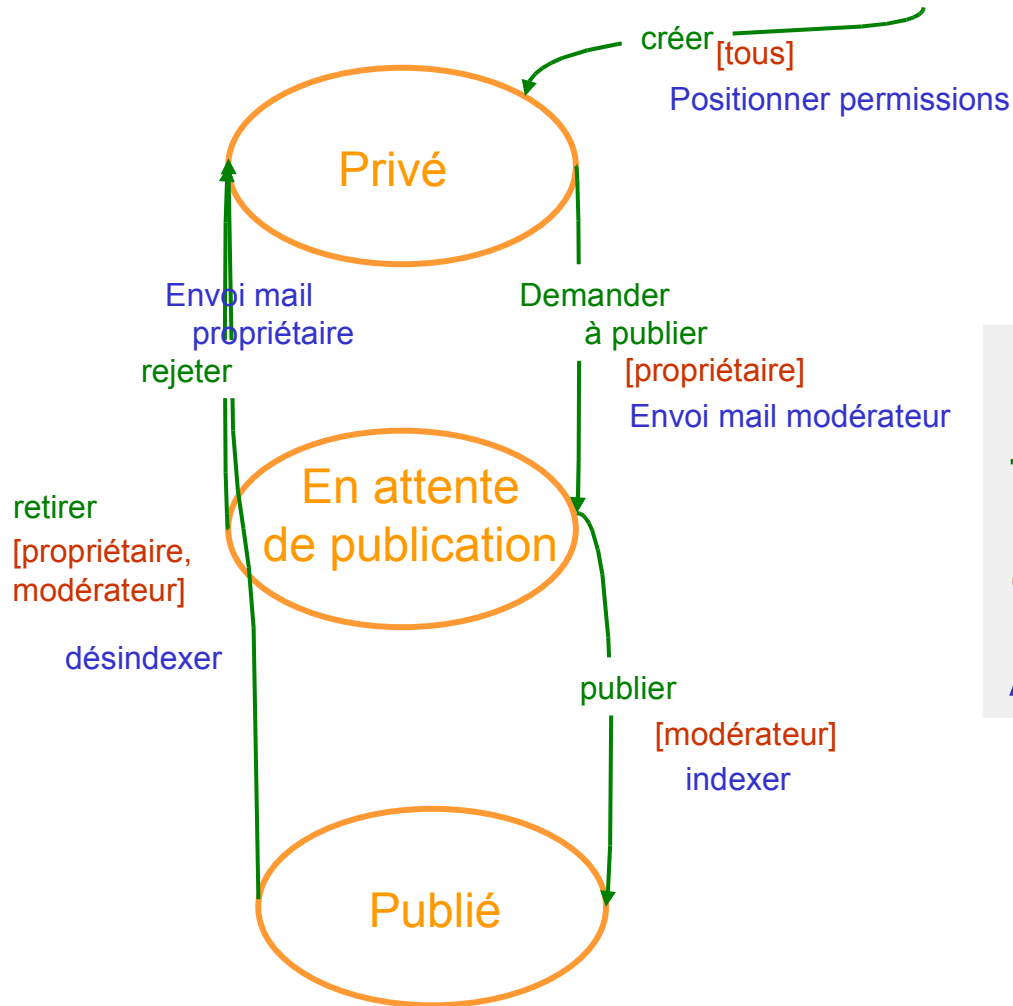 créer
[tous]
Positionner permissions
Privé
Envoi mail
propriétaire
rejeter
Demander
à publier
[propriétaire]
Envoi mail modérateur
En attente
de publication
retirer
[propriétaire,
modérateur]
désindexer
publier
[modérateur]
indexer
Publié